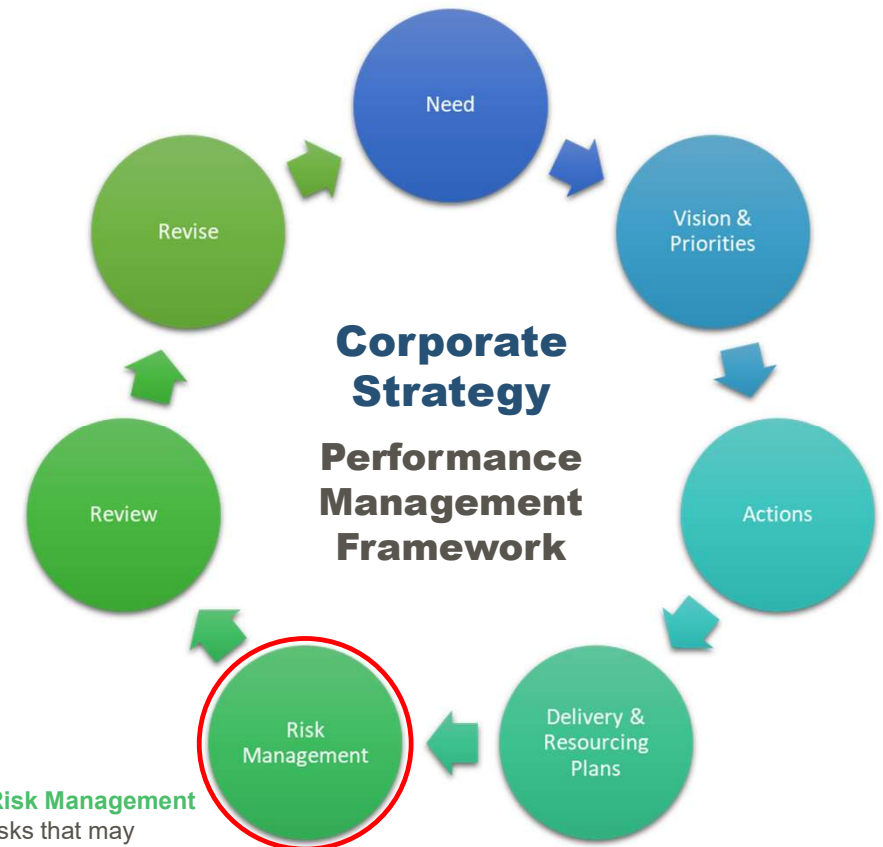 Need
Vision &
Priorities
Actions
Delivery &
Resourcing
Plans
Risk
Management
Review
Revise
Corporate
Strategy
Performance
Management
Framework
Risk Management
sks that may